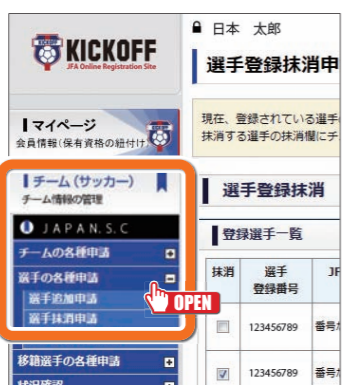 KICKOFF
JFA Online Registration Site
日本 太郎
選手登録抹消申
マイページ
会員情報(保有資格の紐付け
現在、登録されている選手
抹消する選手の抹消欄にチ
チーム(サッカー)
チーム情報の管理
JAPAN.S.C
チームの各種申請
選手の各種申請
選手追加申請
選手抹消申請
OPEN
移籍選手の各種申請
状況確認
選手登録抹消
登録選手一覧
抹消
選手
登録番号
JF
123456789
番号
123456789
番号